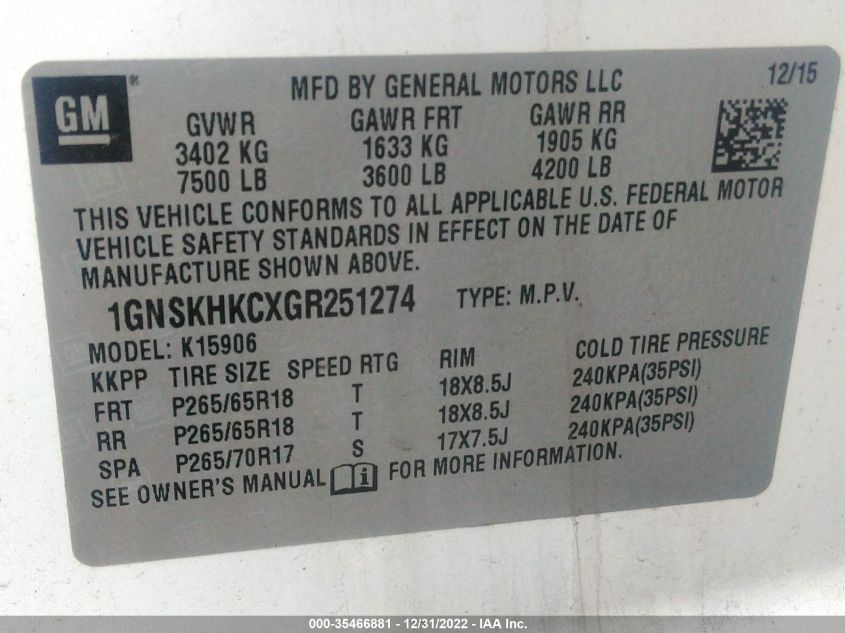 GM ®
MFD BY GENERAL MOTORS LLC
12/15
GVWR GAWR FRT GAWR RR
3402 KG 1633 KG 1905 KG
7500 LB 3600 LB 4200 LB
THIS VEHICLE CONFORMS TO ALL APPLICABLE U.S. FEDERAL MOTOR
VEHICLE SAFETY STANDARDS IN EFFECT ON THE DATE OF
MANUFACTURE SHOWN ABOVE.
1GNSKHKCXGR251274 TYPE: M.P.V.
MODEL: K15906
KKPP TIRE SIZE SPEED RTG RIM COLD TIRE PRESSURE
FRT P265/65R18 T 18X8.5J 240KPA(35PSI)
RR P265/65R18 T 18X8.5J 240KPA(35PSI)
SPA P265/70R17 S 17X7.5J 240KPA(35PSI)
SEE OWNER'S MANUAL i FOR MORE INFORMATION.
000-35466881 - 12/31/2022 - IAA Inc.